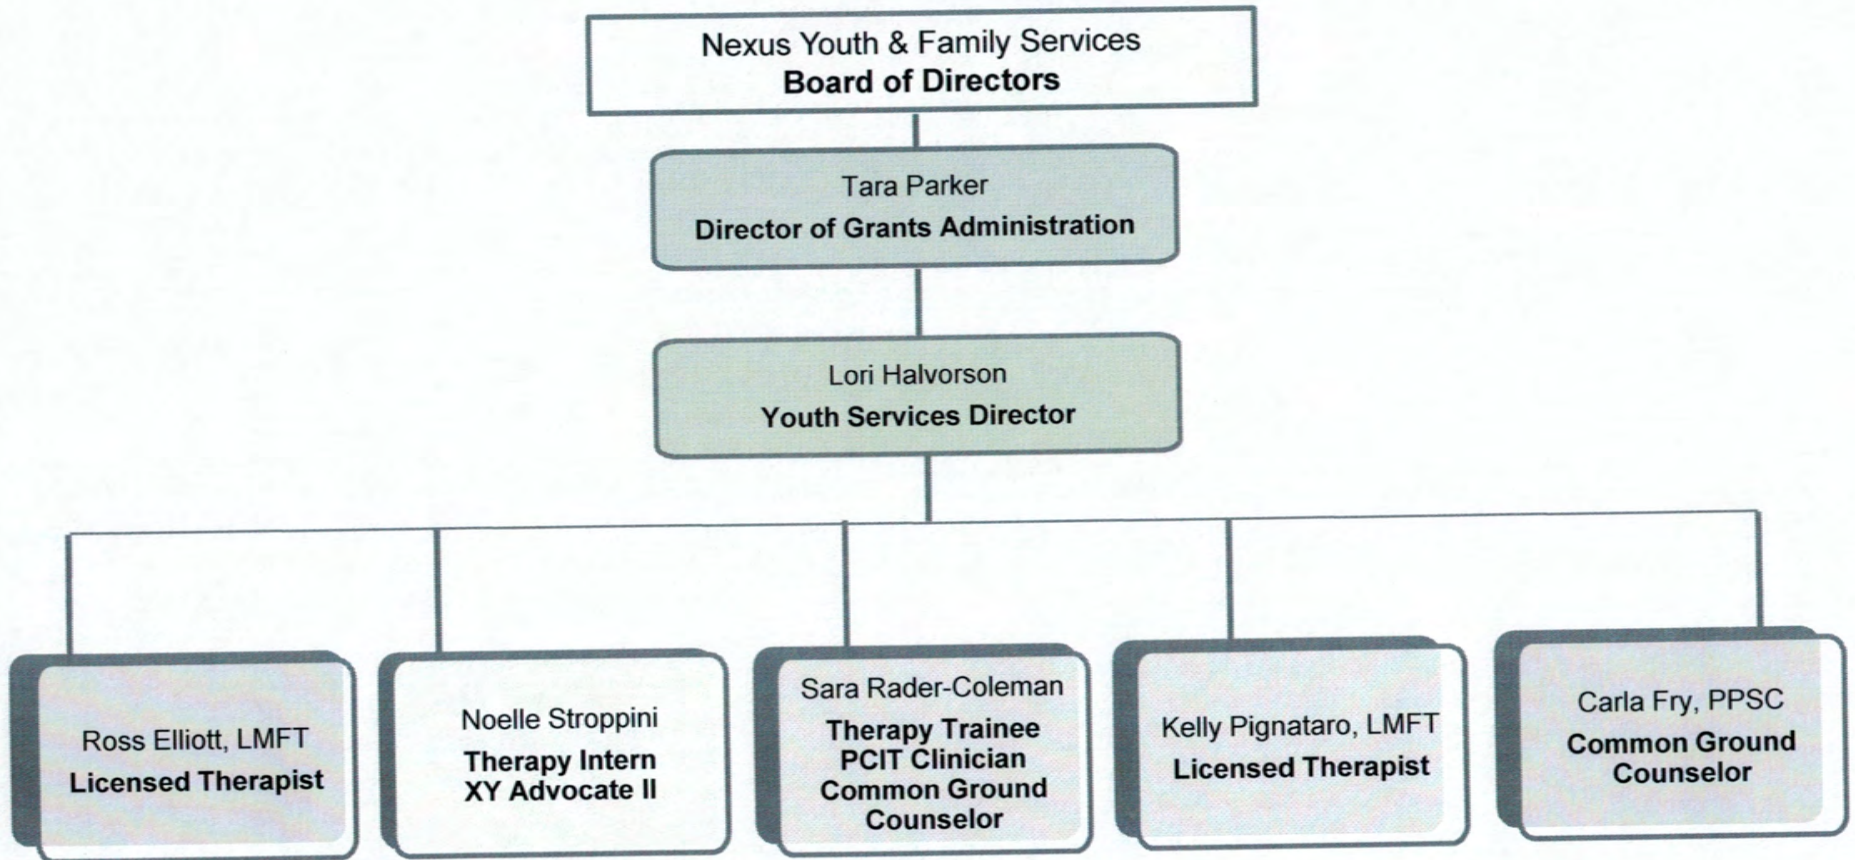 Nexus Youth & Family Services
Board of Directors
Tara Parker
Director of Grants Administration
Lori Halvorson
Youth Services Director
Ross Elliott, LMFT
Licensed Therapist
Noelle Stroppini
Therapy Intern
XY Advocate II
Sara Rader-Coleman
Therapy Trainee
PCIT Clinician
Common Ground
Counselor
Kelly Pignataro, LMFT
Licensed Therapist
Carla Fry, PPSC
Common Ground
Counselor